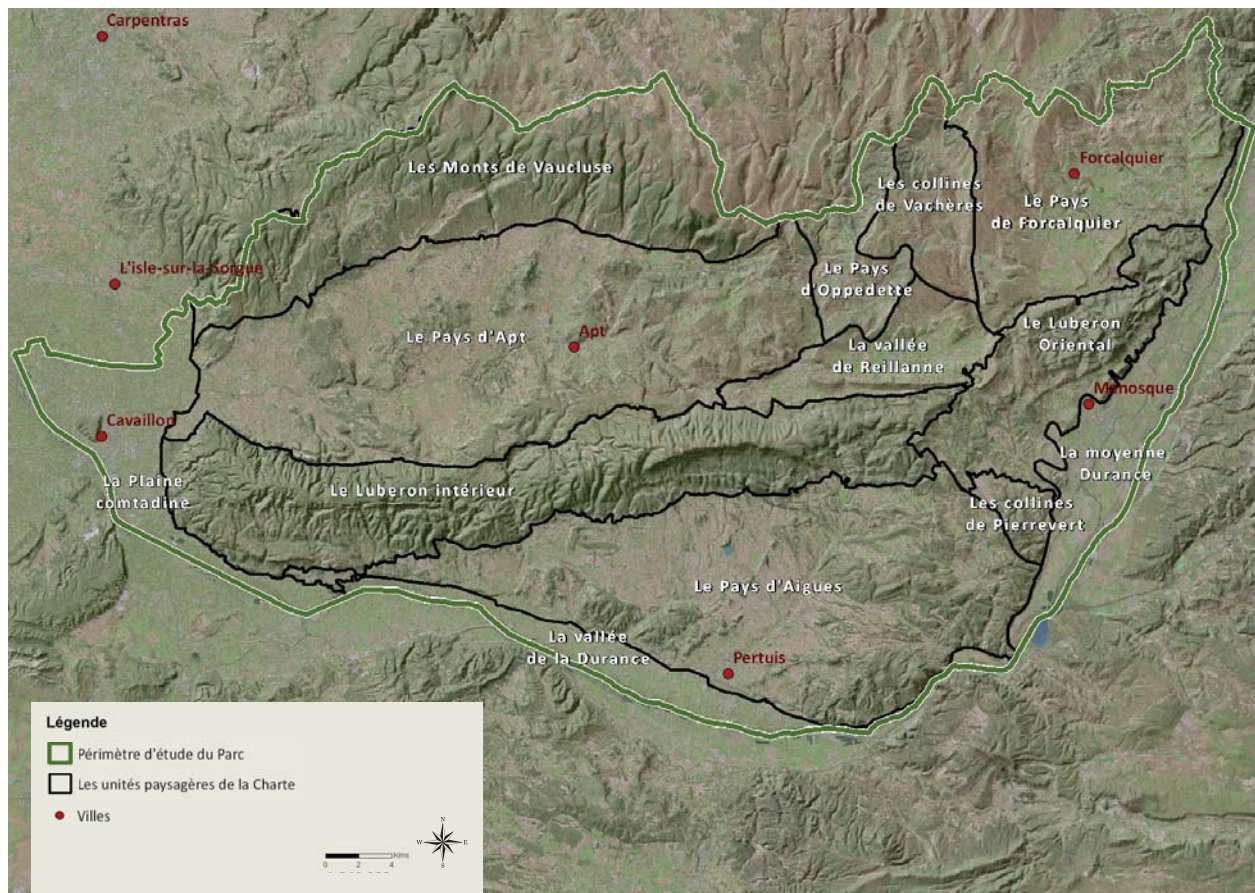 Carpentras
Les Monts de Vaucluse
Forcalquier
Les collines
de Vachères
Le Pays
de Forcalquier
L'isle-sur-la-Sorgue
Le Pays
d'Oppedette
Le Pays d'Apt
Apt
Le Luberon
Oriental
La vallée
de Reillanne
Manosque
Cavaillon
La moyenne
Durance
La Plaine
comtadine
Le Luberon intérieur
Les collines
de Pierrevert
Le Pays d'Aigues
La vallée
de la Durance
Pertuis
Légende
Périmètre d'étude du Parc
Les unités paysagères de la Charte
Villes
N
W E
S
Kms
0 2 4